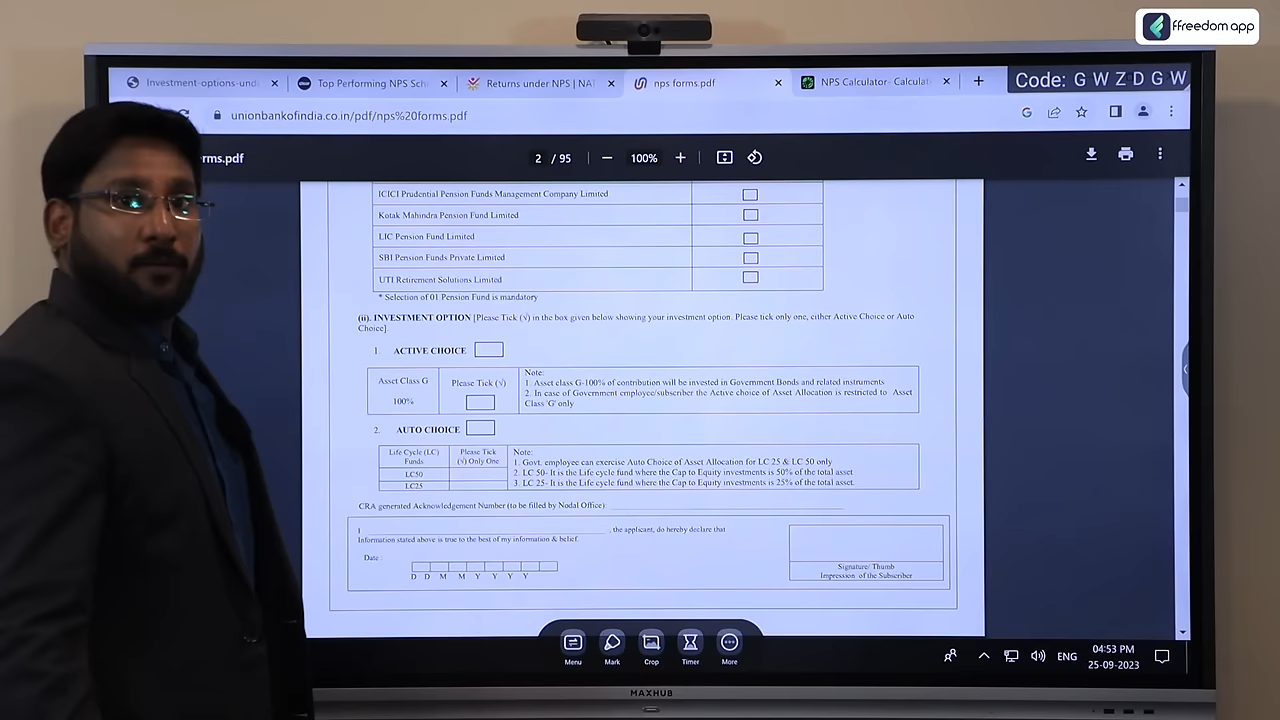 ffreedom app
Investment-options-und
Top Performing NPS Sch
Returns under NPS | NAT
nps forms.pdf
NPS Calculator- Calculat
Code: G W Z D G W
unionbankofindia.co.in/pdf/nps%20forms.pdf
rms.pdf
2 / 95
100%
ICICI Prudential Pension Funds Management Company Limited
Kotak Mahindra Pension Fund Limited
LIC Pension Fund Limited
SBI Pension Funds Private Limited
UTI Retirement Solutions Limited
* Selection of 01 Pension Fund is mandatory
(ii). INVESTMENT OPTION [Please Tick (√) in the box given below showing your investment option. Please tick only one, either Active Choice or Auto
Choice].
1. ACTIVE CHOICE
Asset Class G
100%
Please Tick (√)
Note:
1 Asset class G-100% of contribution will be invested in Government Bonds and related instruments
2. In case of Government employee/subscriber the Active choice of Asset Allocation is restricted to Asset
Class 'G' only
2. AUTO CHOICE
Life Cycle (LC)
Funds
Please Tick
(√) Only One
LC50
LC25
Note:
1. Govt. employee can exercise Auto Choice of Asset Allocation for LC 25 & LC 50 only
2. LC 50- It is the Life cycle fund where the Cap to Equity investments is 50% of the total asset
3. LC 25- It is the Life cycle fund where the Cap to Equity investments is 25% of the total asset.
CRA generated Acknowledgement Number (to be filled by Nodal Office):
I , the applicant, do hereby declare that
Information stated above is true to the best of my information & belief.
Date :
D D M M Y Y Y Y
Signature/ Thumb
Impression of the Subscriber
Menu
Mark
Crop
Timer
More
ENG
04:53 PM
25-09-2023
MAXHUB